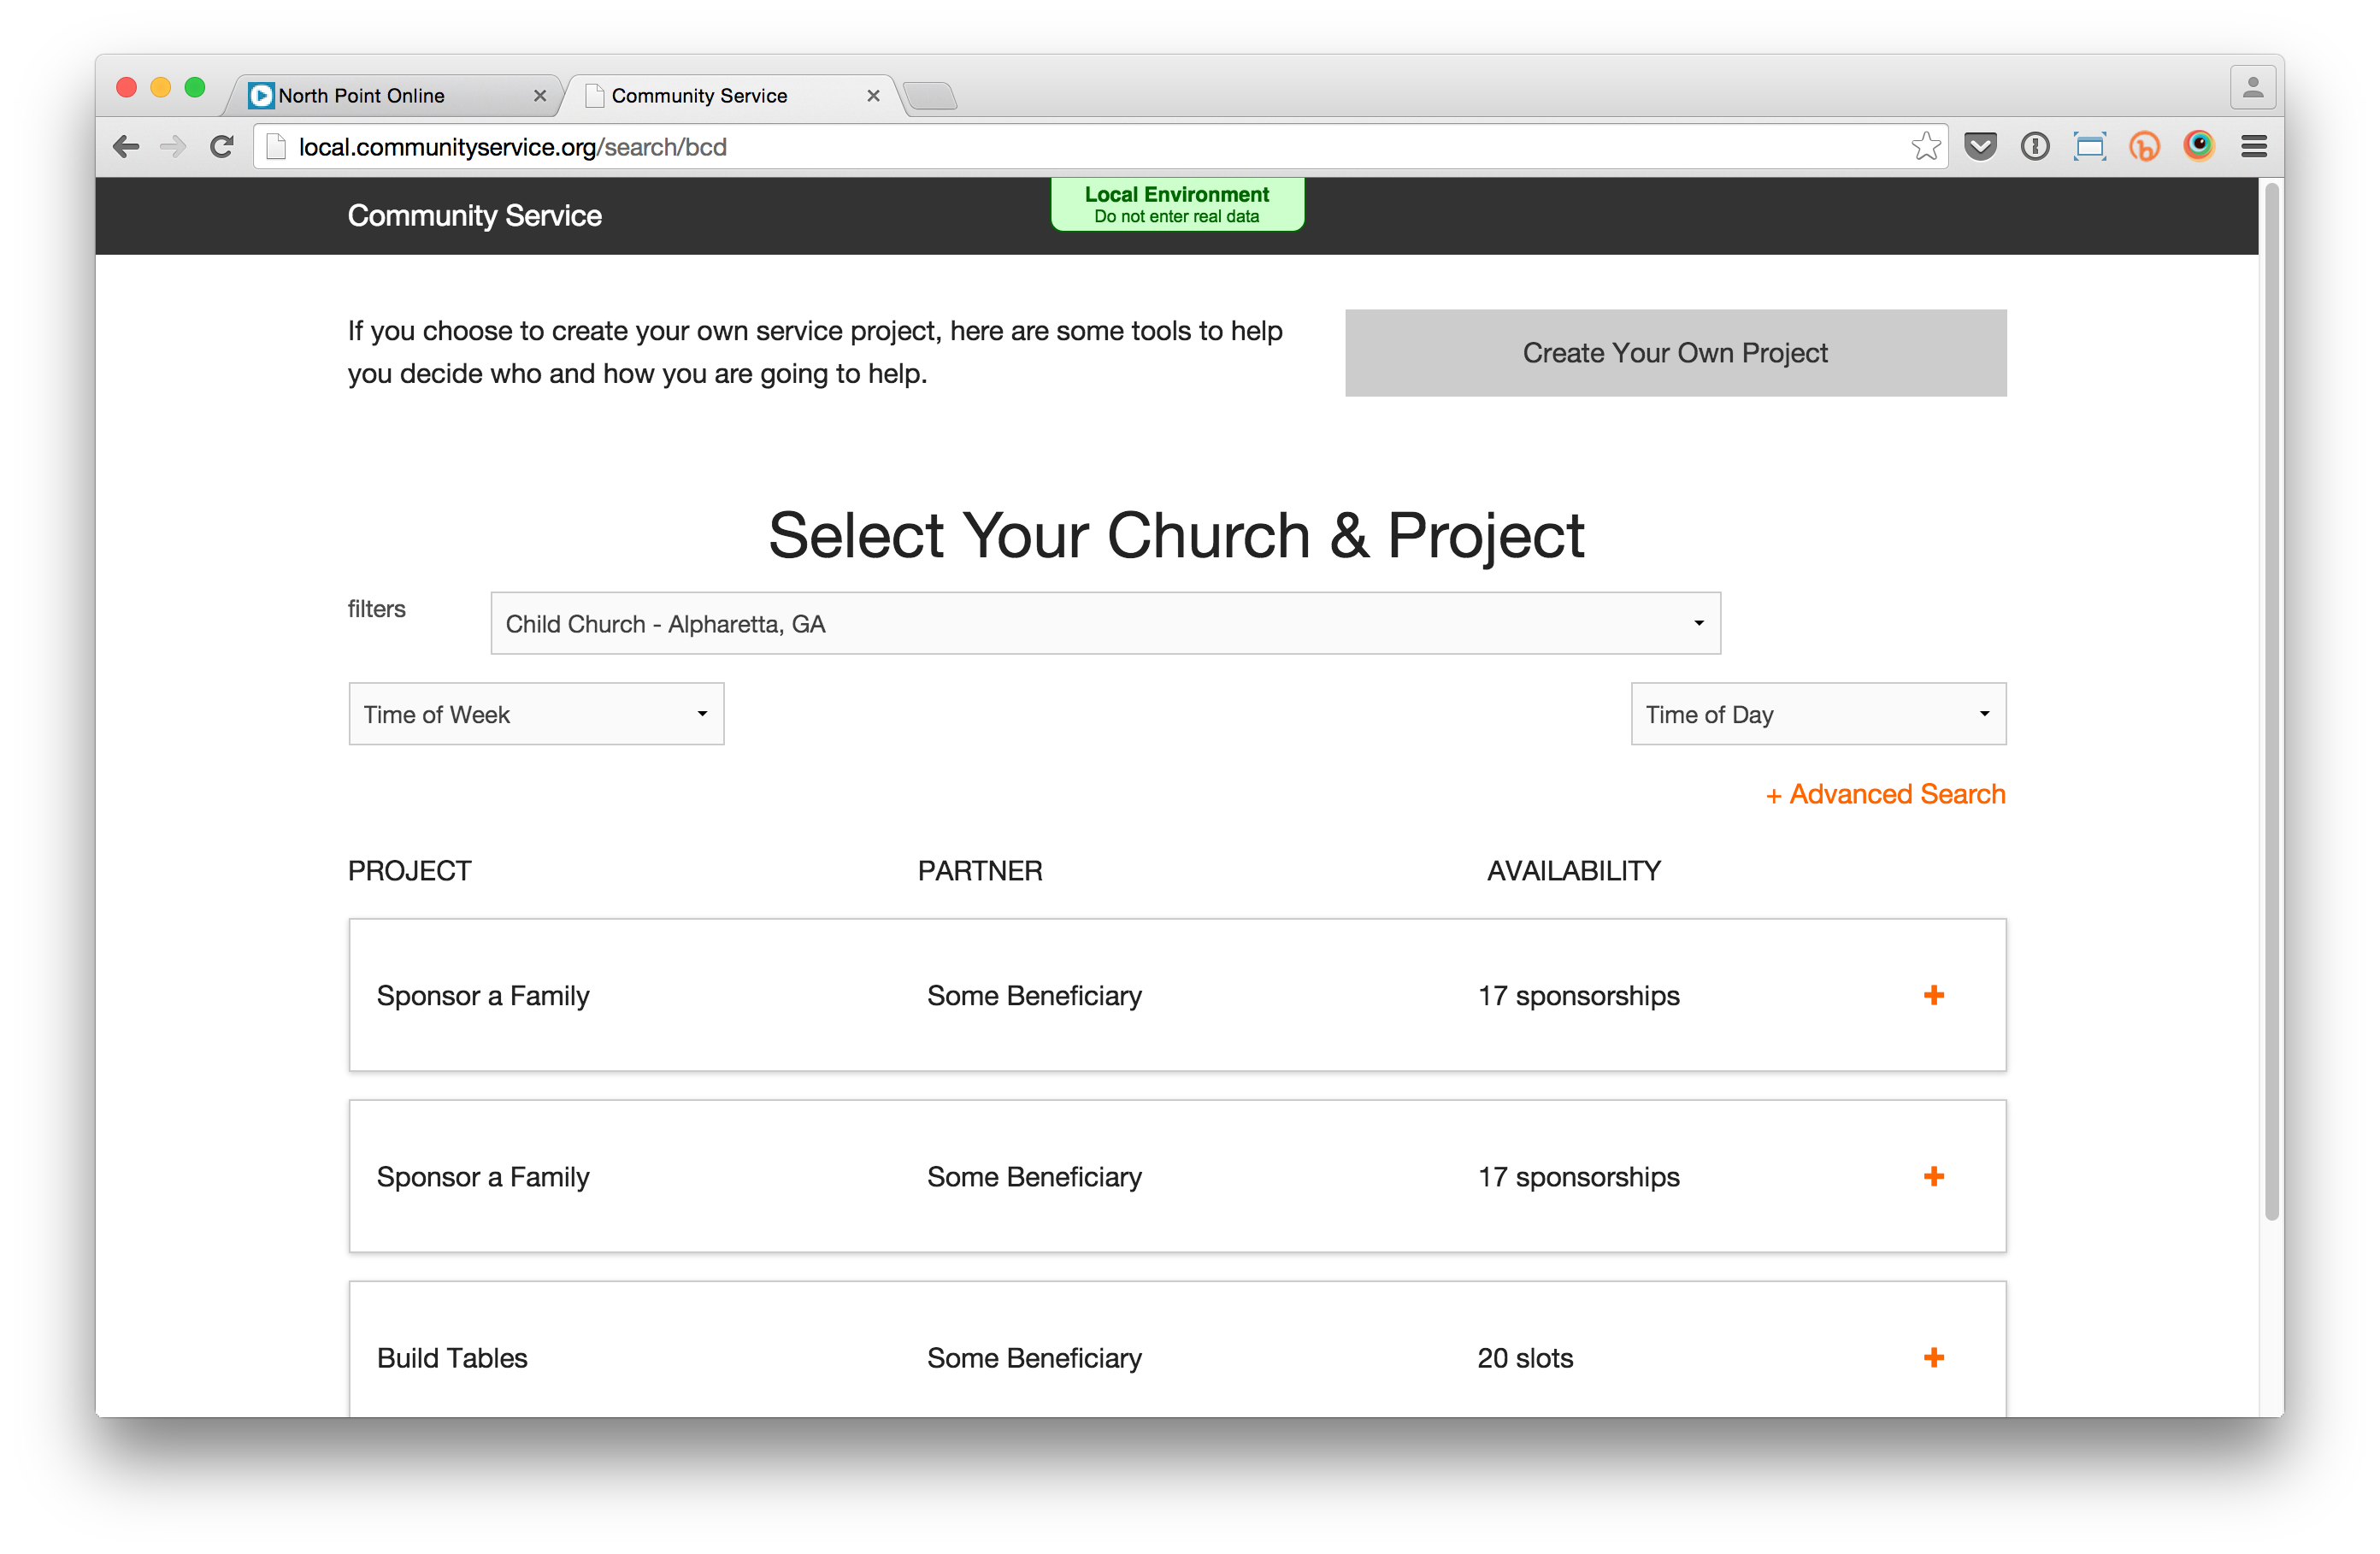 North Point Online
Community Service
local.communityservice.org/search/bcd
Community Service
Local Environment
Do not enter real data
If you choose to create your own service project, here are some tools to help
you decide who and how you are going to help.
Create Your Own Project
Select Your Church & Project
filters
Child Church - Alpharetta, GA
Time of Week
Time of Day
+ Advanced Search
PROJECT PARTNER AVAILABILITY
Sponsor a Family Some Beneficiary 17 sponsorships +
Sponsor a Family Some Beneficiary 17 sponsorships +
Build Tables Some Beneficiary 20 slots +